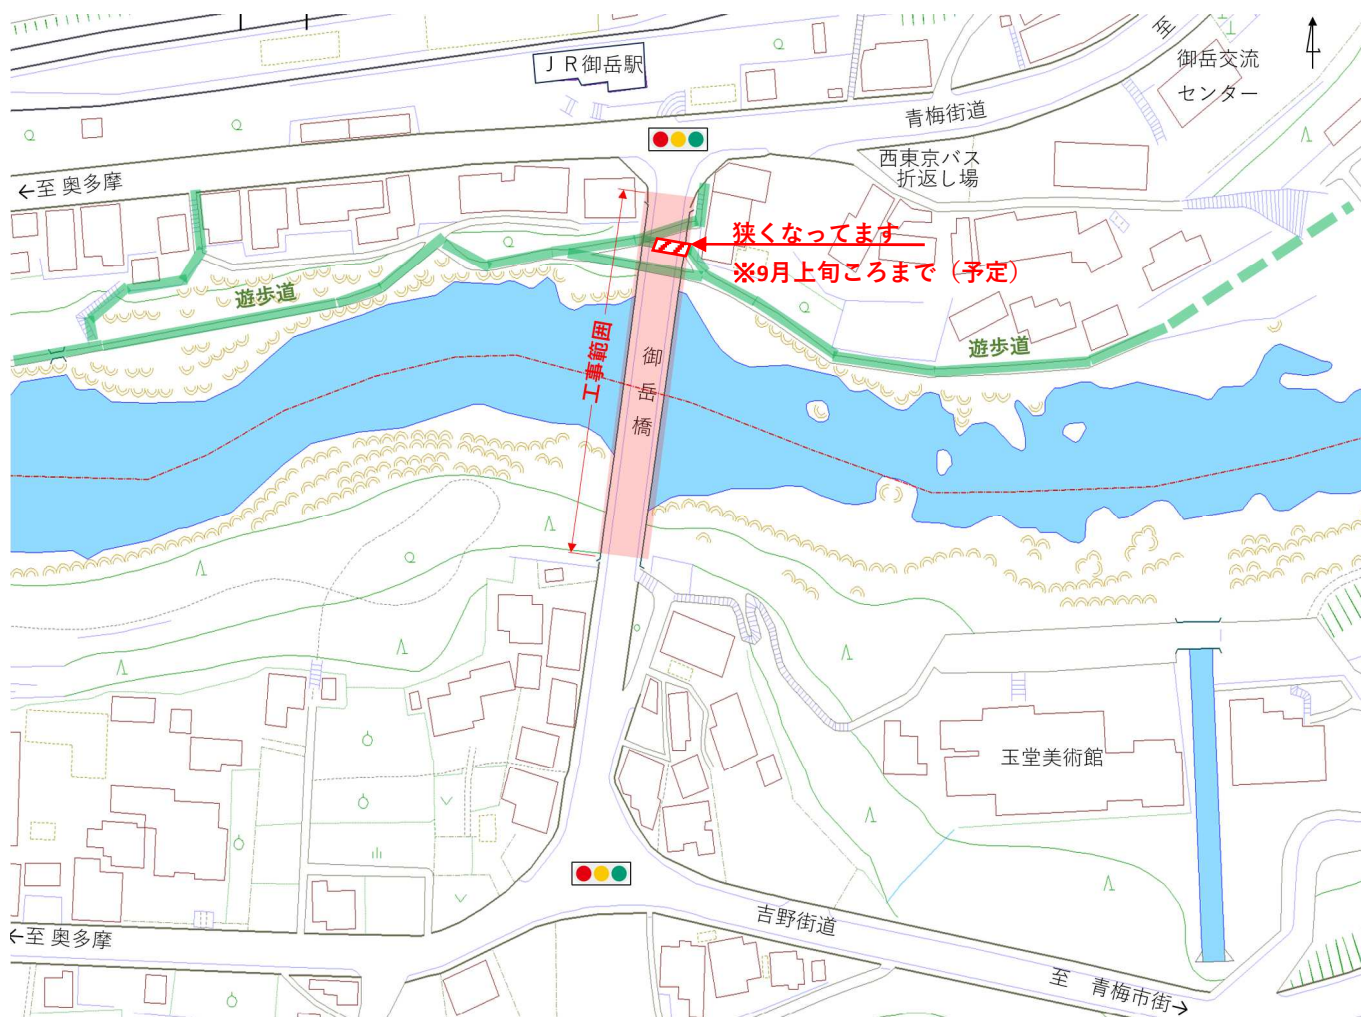 ＪＲ御岳駅
至
御岳交流
センター
青梅街道
西東京バス
折返し場
←至 奥多摩
狭くなってます
※9月上旬ころまで（予定）
遊歩道
遊歩道
工事範囲
御岳橋
玉堂美術館
吉野街道
←至 奥多摩
至　青梅市街→